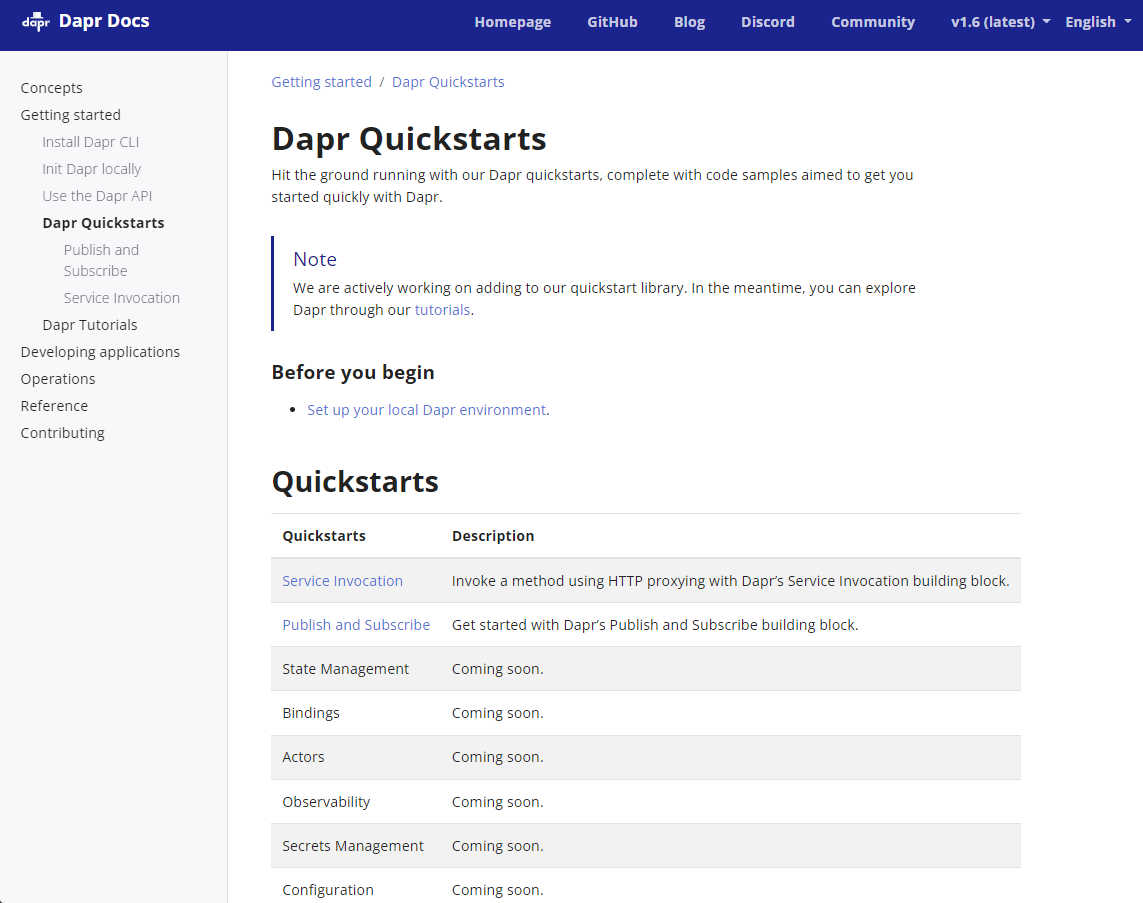 dapr Dapr Docs Homepage GitHub Blog Discord Community v1.6 (latest) English
Concepts
Getting started
Install Dapr CLI
Init Dapr locally
Use the Dapr API
Dapr Quickstarts
Publish and
Subscribe
Service Invocation
Dapr Tutorials
Developing applications
Operations
Reference
Contributing
Getting started / Dapr Quickstarts
Dapr Quickstarts
Hit the ground running with our Dapr quickstarts, complete with code samples aimed to get you
started quickly with Dapr.
Note
We are actively working on adding to our quickstart library. In the meantime, you can explore
Dapr through our tutorials.
Before you begin
• Set up your local Dapr environment.
Quickstarts
Quickstarts Description
Service Invocation Invoke a method using HTTP proxying with Dapr’s Service Invocation building block.
Publish and Subscribe Get started with Dapr’s Publish and Subscribe building block.
State Management Coming soon.
Bindings Coming soon.
Actors Coming soon.
Observability Coming soon.
Secrets Management Coming soon.
Configuration Coming soon.